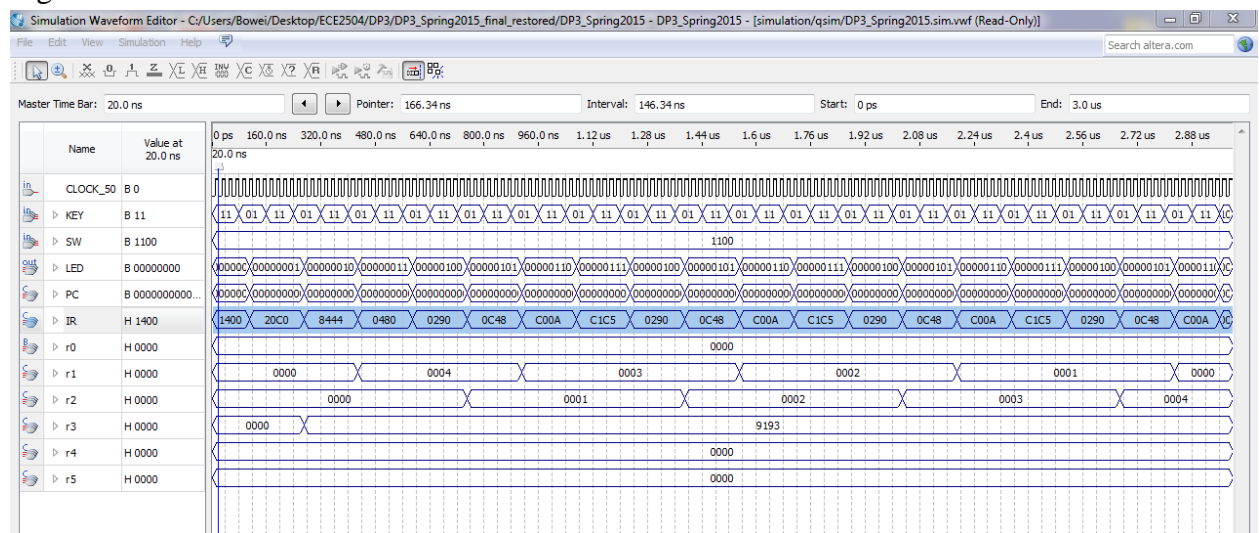 Simulation Waveform Editor - C:/Users/Bowei/Desktop/ECE2504/DP3/DP3_Spring2015_final_restored/DP3_Spring2015 - DP3_Spring2015 - [simulation/qsim/DP3_Spring2015.sim.vwf (Read-Only)]
File Edit View Simulation Help
Search altera.com
Master Time Bar: 20.0 ns Pointer: 166.34 ns Interval: 146.34 ns Start: 0 ps End: 3.0 us
Name Value at 20.0 ns 0 ps 160.0 ns 320.0 ns 480.0 ns 640.0 ns 800.0 ns 960.0 ns 1.12 us 1.28 us 1.44 us 1.6 us 1.76 us 1.92 us 2.08 us 2.24 us 2.4 us 2.56 us 2.72 us 2.88 us
20.0 ns
CLOCK_50 B 0
KEY B 11 11 01 11 01 11 01 11 01 11 01 11 01 11 01 11 01 11 01 11 01 11 01 11 01 11 01 11 01 11 01 11 01 11 01 11 01 11
SW B 1100 1100
LED B 00000000 00000001 00000010 00000011 00000100 00000101 00000110 00000111 00000100 00000101 00000110 00000111 00000100 00000101 00000110 00000111 00000100 00000101
PC B 0000000000...
IR H 1400 1400 20C0 8444 0480 0290 0C48 C00A C1C5 0290 0C48 C00A C1C5 0290 0C48 C00A C1C5 0290 0C48 C00A
r0 H 0000 0000
r1 H 0000 0000 0004 0003 0002 0001 0000
r2 H 0000 0000 0001 0002 0003 0004
r3 H 0000 0000 9193
r4 H 0000 0000
r5 H 0000 0000